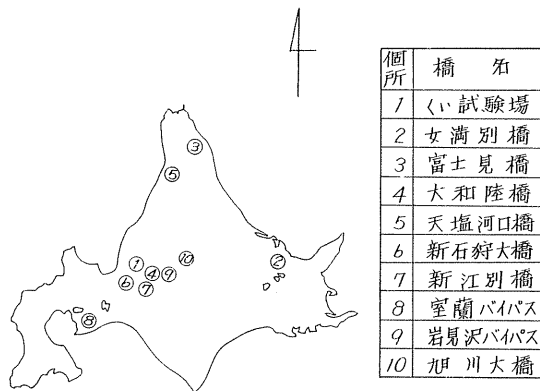 個所 橋名
1 くい試験場
2 女満別橋
3 富士見橋
4 大和陸橋
5 天塩河口橋
6 新石狩大橋
7 新江別橋
8 室蘭バイパス
9 岩見沢バイパス
10 旭川大橋
③
⑤
⑩
②
①
④
⑨
⑥
⑦
⑧